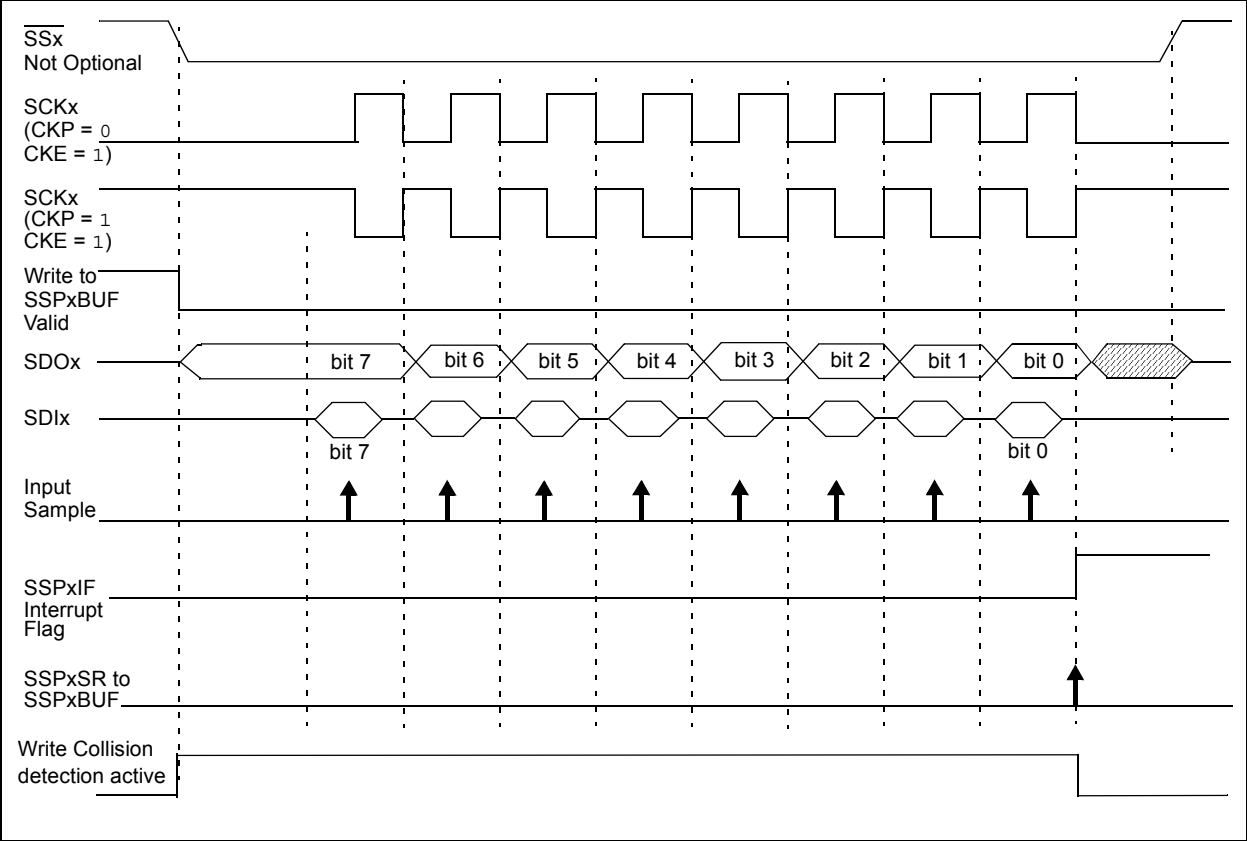 SSx
Not Optional
SCKx
(CKP = 0
CKE = 1)
SCKx
(CKP = 1
CKE = 1)
Write to
SSPxBUF
Valid
SDOx
bit 7
bit 6
bit 5
bit 4
bit 3
bit 2
bit 1
bit 0
SDIx
bit 7
bit 0
Input
Sample
SSPxIF
Interrupt
Flag
SSPxSR to
SSPxBUF
Write Collision
detection active